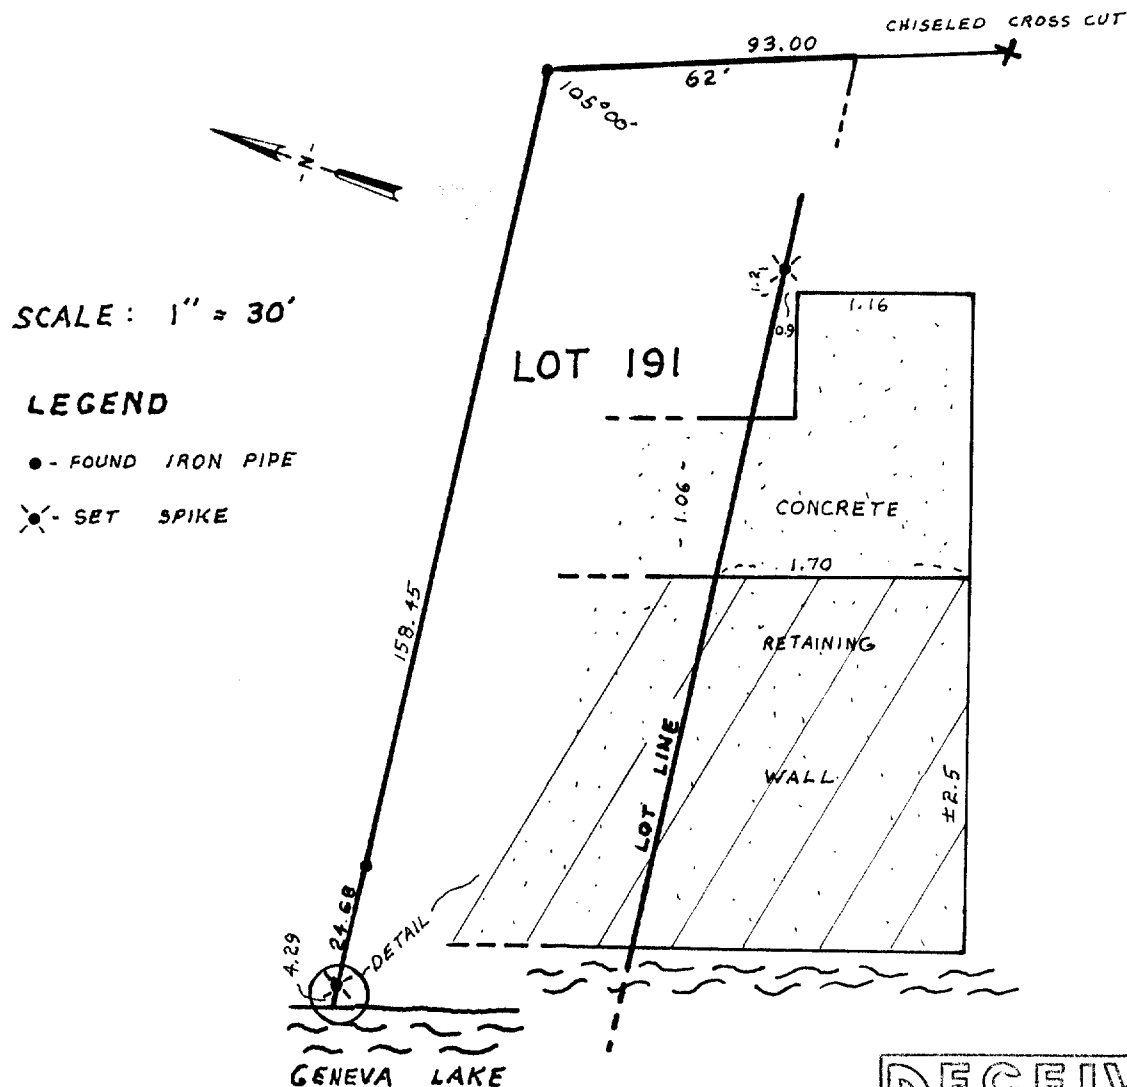 CHISELED CROSS CUT
93.00
62'
105°00-
-N-
SCALE: 1" = 30'
1.2
1.16
0.9
LOT 191
LEGEND
● - FOUND IRON PIPE
- SET SPIKE
- 1.06 -
CONCRETE
1.70
158.45
RETAINING
LOT LINE
WALL
±2.5
24.68
4.29
DETAIL
GENEVA LAKE